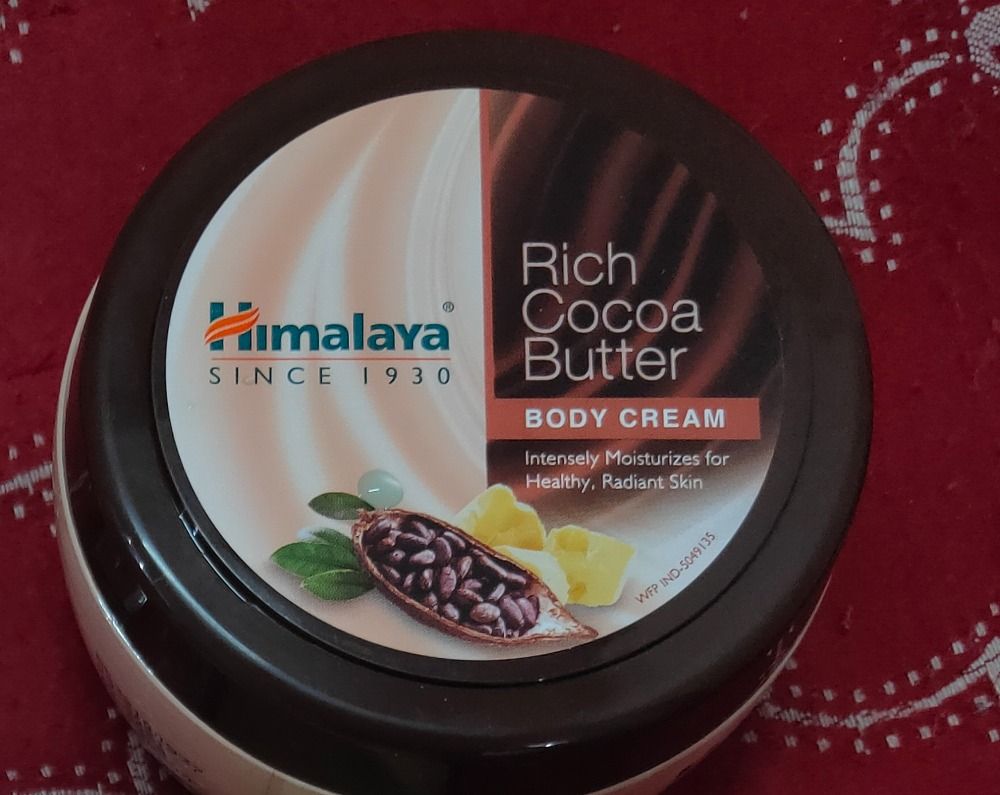 Himalaya®
SINCE 1930
Rich
Cocoa
Butter
BODY CREAM
Intensely Moisturizes for
Healthy, Radiant Skin
WFP IND-5049135